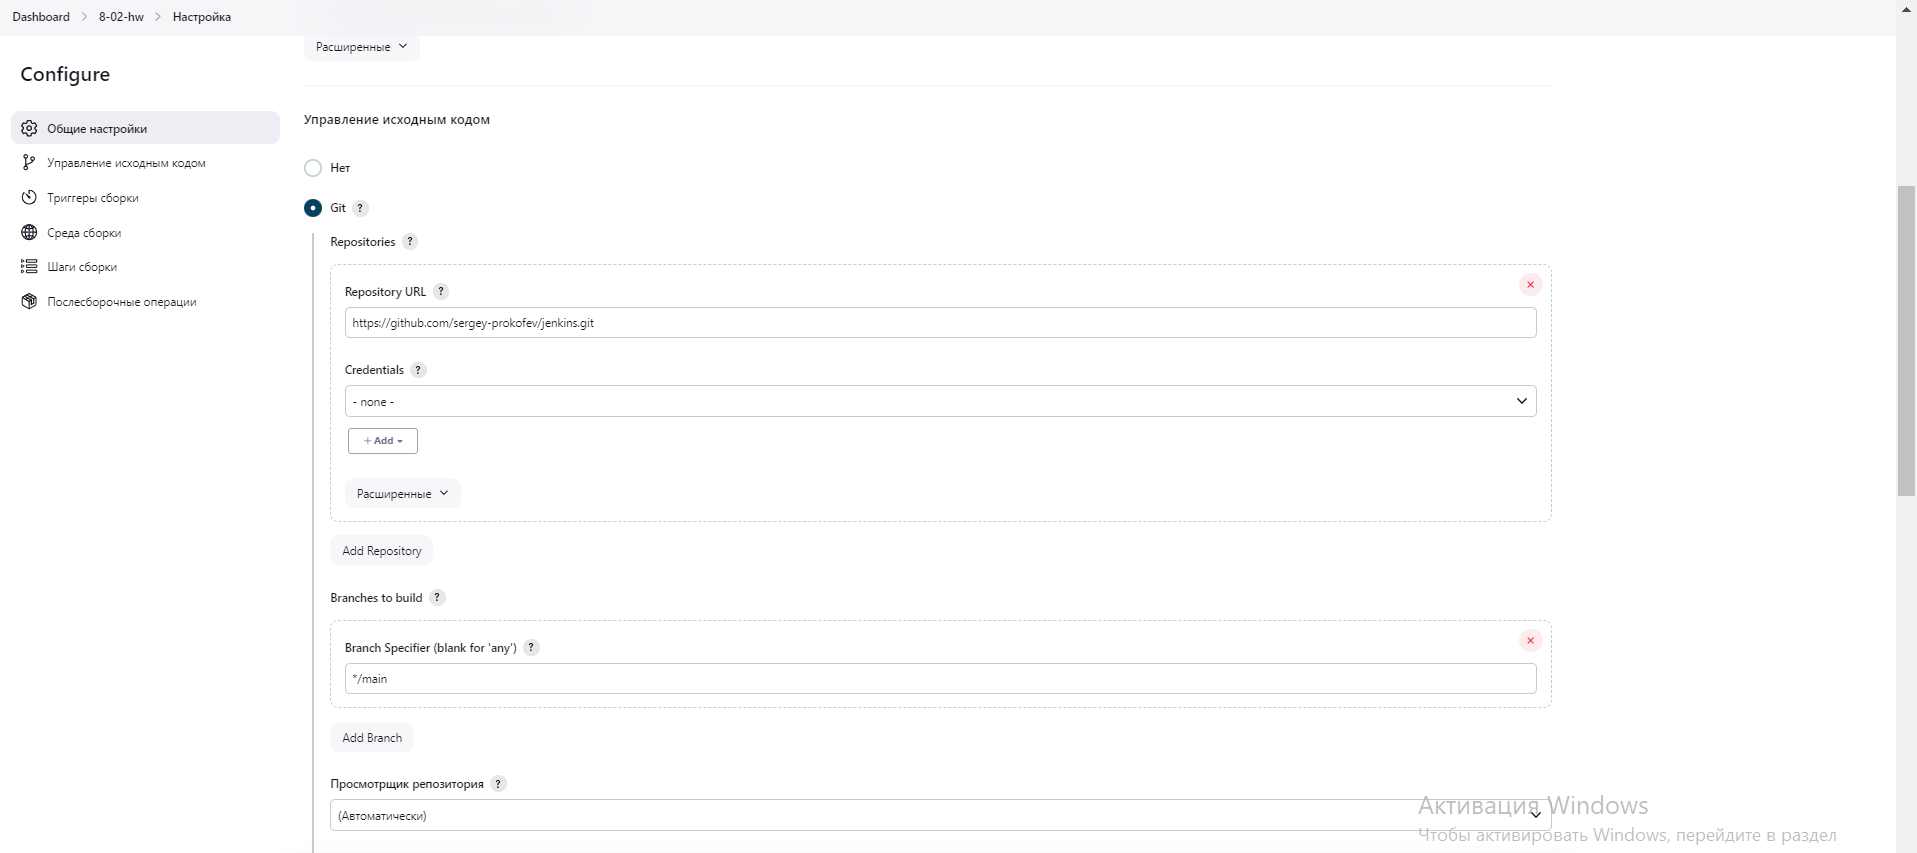 Dashboard > 8-02-hw > Настройка
Расширенные
Configure
Общие настройки
Управление исходным кодом
Триггеры сборки
Среда сборки
Шаги сборки
Послесборочные операции
Управление исходным кодом
Нет
Git ?
Repositories ?
Repository URL ?
https://github.com/sergey-prokofev/jenkins.git
Credentials ?
- none -
+ Add
Расширенные
Add Repository
Branches to build ?
Branch Specifier (blank for 'any') ?
*/main
Add Branch
Просмотрщик репозитория ?
(Автоматически)
Активация Windows
Чтобы активировать Windows, перейдите в раздел